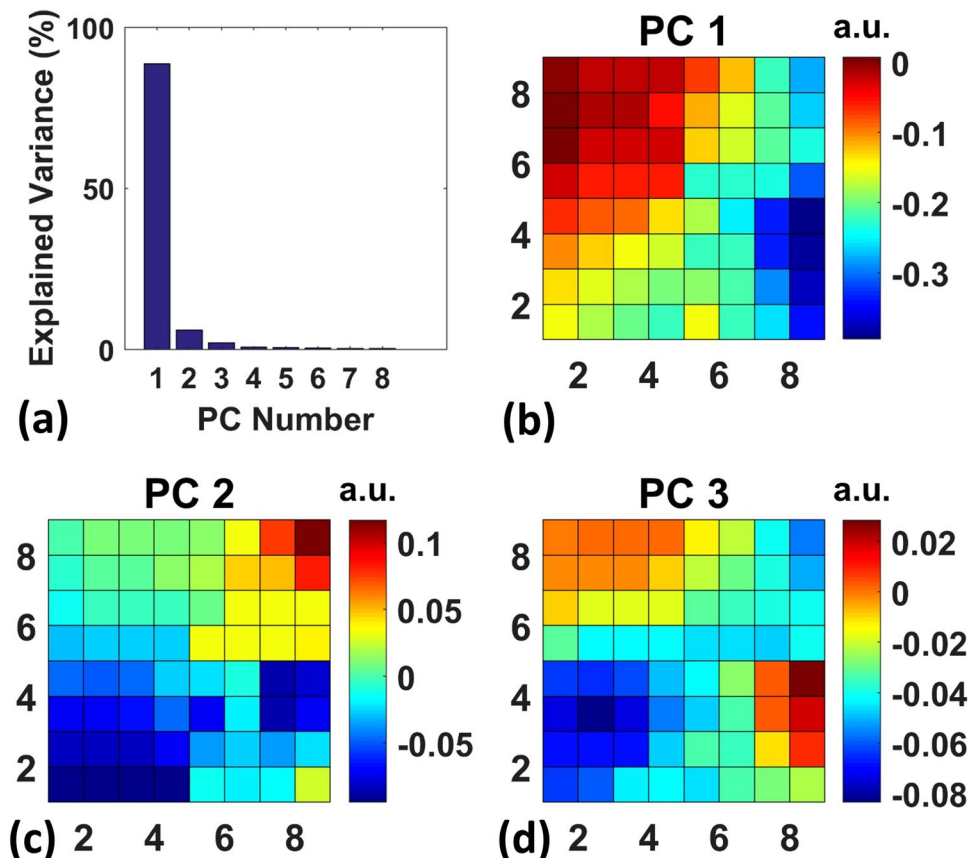 100
50
0
Explained Variance (%)
1 2 3 4 5 6 7 8
PC Number
(a)
PC 1
a.u.
8
6
4
2
2 4 6 8
0
-0.1
-0.2
-0.3
(b)
PC 2
a.u.
8
6
4
2
2 4 6 8
0.1
0.05
0
-0.05
(c)
PC 3
a.u.
8
6
4
2
2 4 6 8
0.02
0
-0.02
-0.04
-0.06
-0.08
(d)